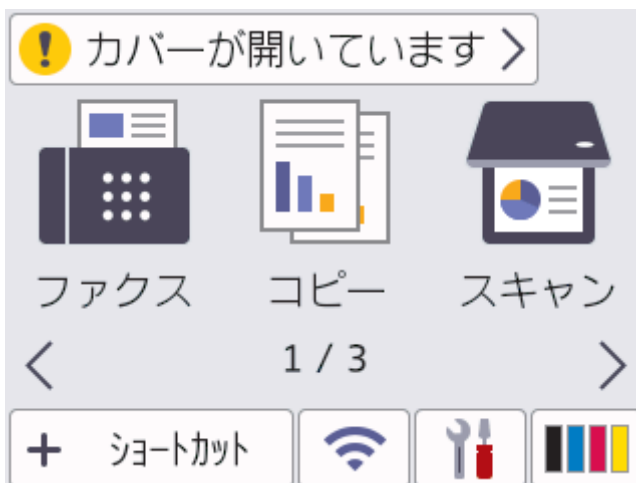 カバーが開いています
ファクス
コピー
スキャン
1 / 3
ショートカット